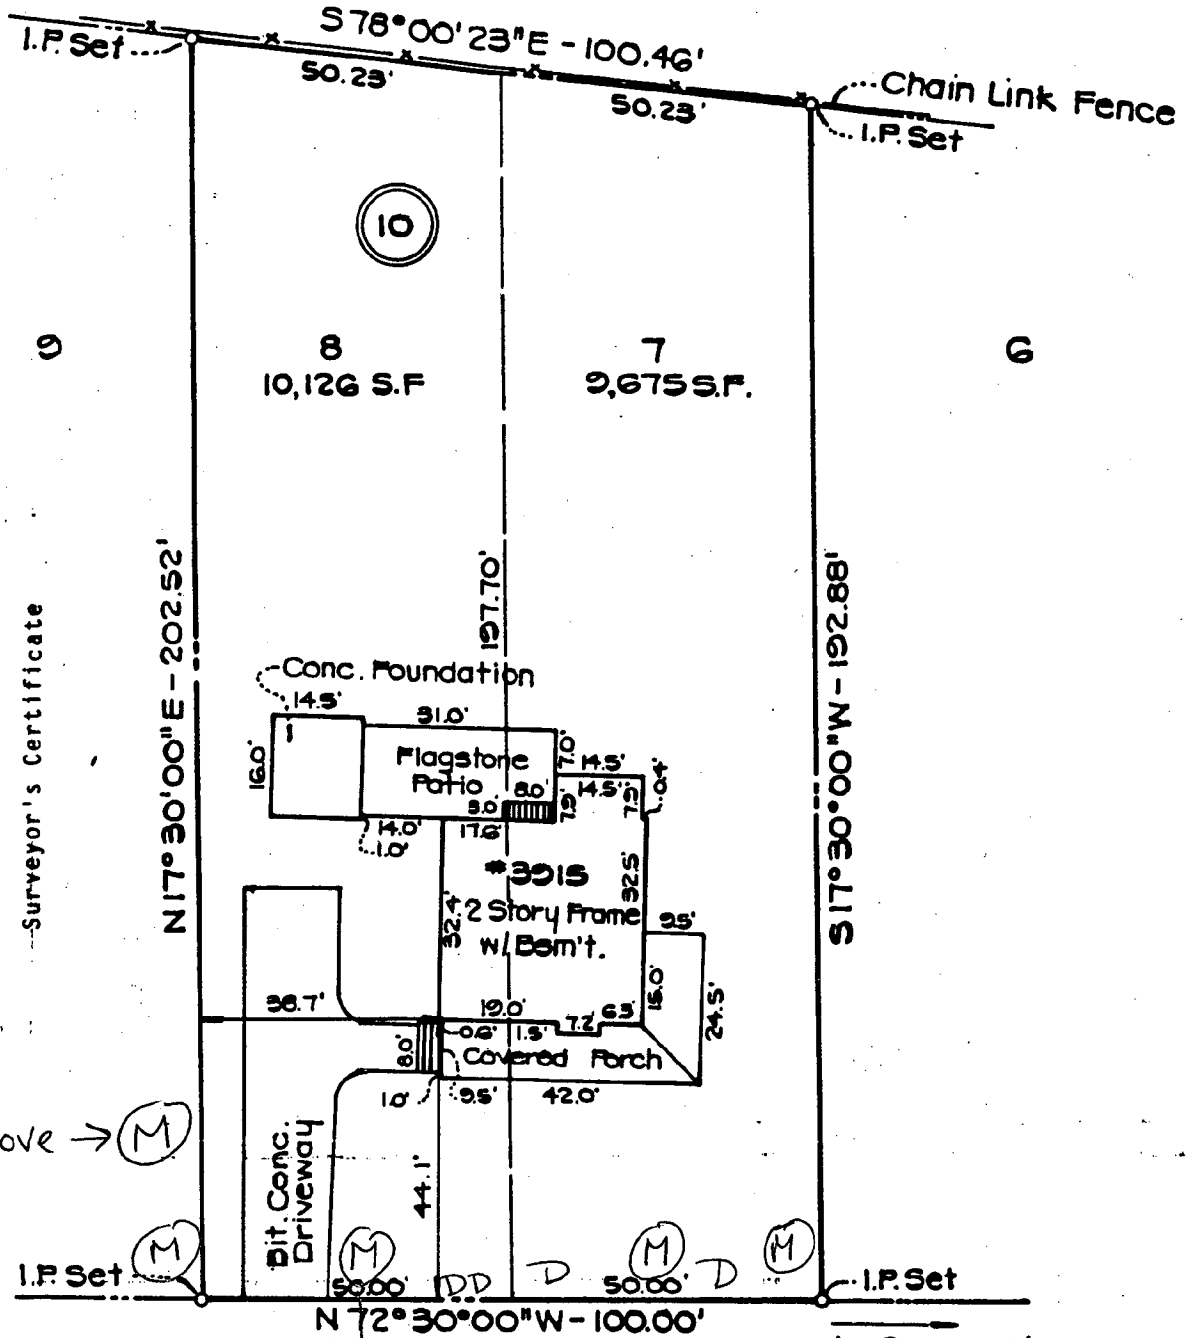 S 78° 00' 23" E - 100.46'
I.P. Set
50.23'
50.23'
Chain Link Fence
I.P. Set
10
9
8
10,126 S.F
7
9,675 S.F.
6
N 17° 30' 00" E - 202.52'
197.70'
S 17° 30' 00" W - 192.88'
Surveyor's Certificate
Conc. Foundation
14.5'
31.0'
16.0'
Flagstone
Patio
7.0'
14.5'
14.5'
0.4'
8.0'
3.0'
7.9'
7.9'
14.0'
17.6'
1.0'
#3915
2 Story Frame
w/ Bsm't.
32.4'
32.5'
9.5'
15.0'
24.5'
38.7'
19.0'
7.2'
6.3'
0.6'
1.5'
8.0'
Covered Porch
1.0'
9.5'
42.0'
ove → M
Bit. Conc.
Driveway
44.1'
M
M
M
M
I.P. Set
50.00'
DD
D
50.00'
D
I.P. Set
N 72° 30' 00" W - 100.00'